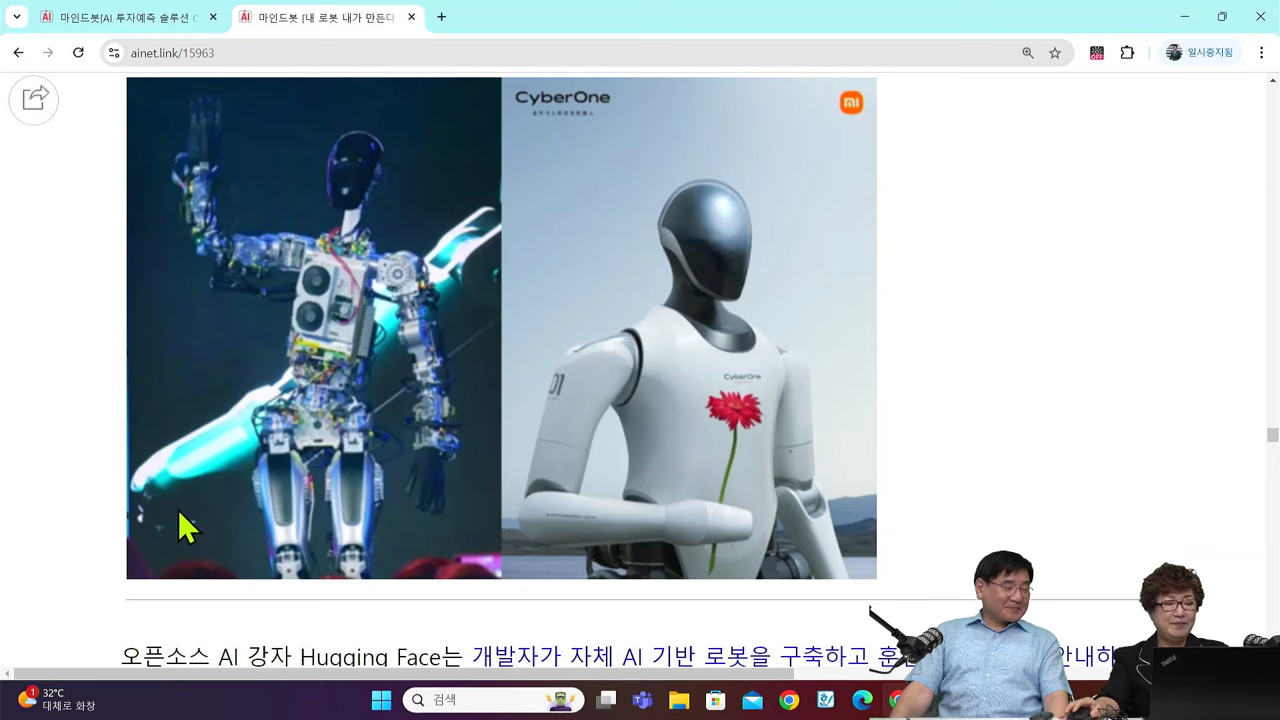 마인드봇[AI 투자예측 솔루션 C
마인드봇 [내 로봇 내가 만든다
ainet.link/15963
OFF
일시중지됨
CyberOne
mi
01
CyberOne
오픈소스 AI 강자 Hugging Face는 개발자가 자체 AI 기반 로봇을 구축하고 훈
안내하
ThinkPad
1
32°C
대체로 화창
검색